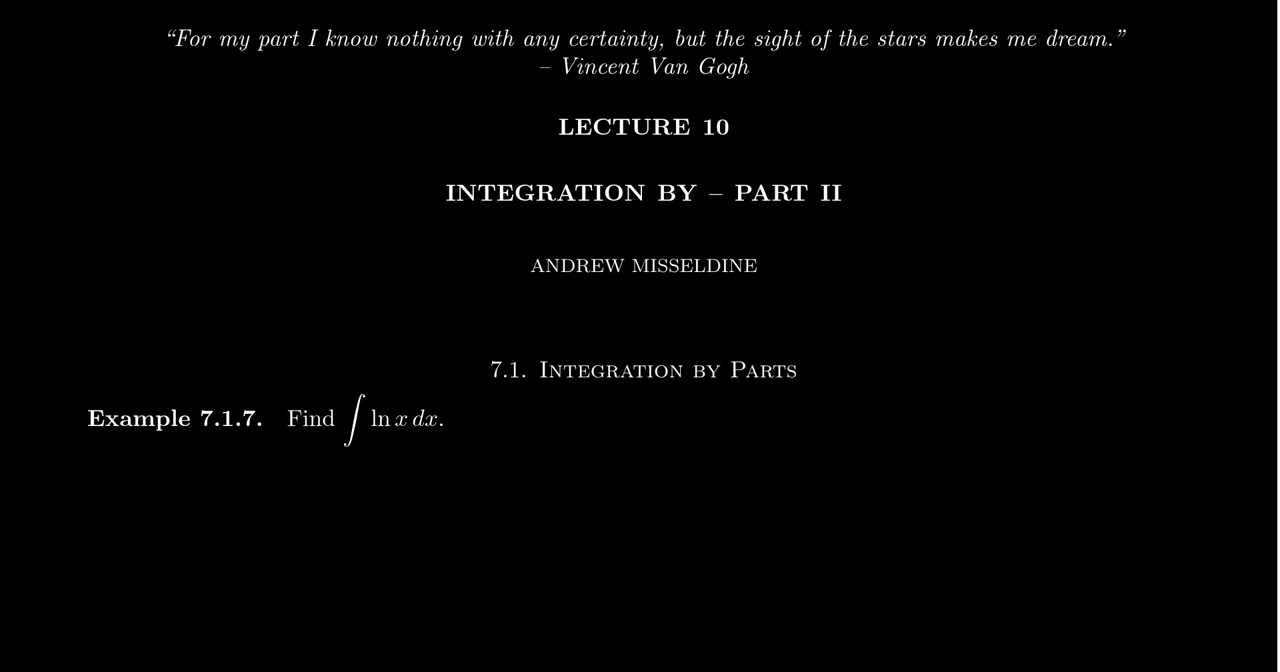 “For my part I know nothing with any certainty, but the sight of the stars makes me dream.”
– Vincent Van Gogh
LECTURE 10
INTEGRATION BY – PART II
ANDREW MISSELDINE
7.1. Integration by Parts
Example 7.1.7. Find ∫ ln x dx.